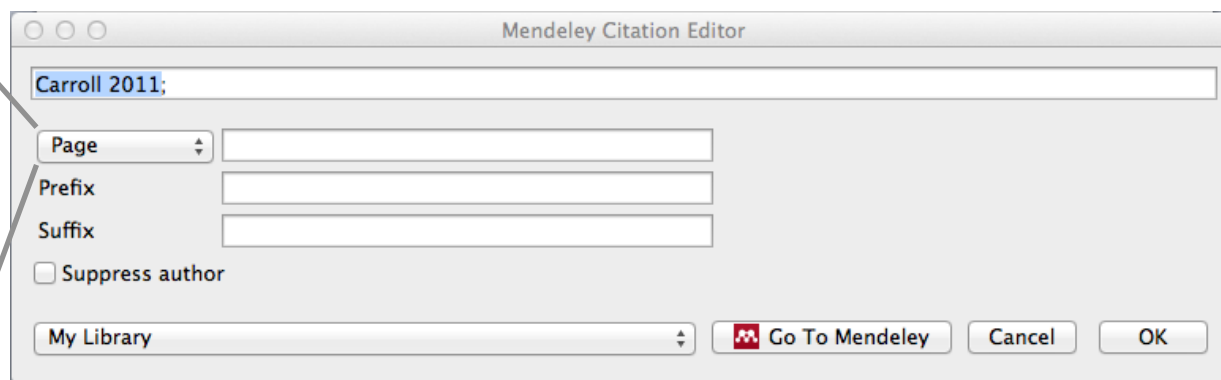 Mendeley Citation Editor
Carroll 2011;
Page
Prefix
Suffix
Suppress author
My Library Go To Mendeley Cancel OK